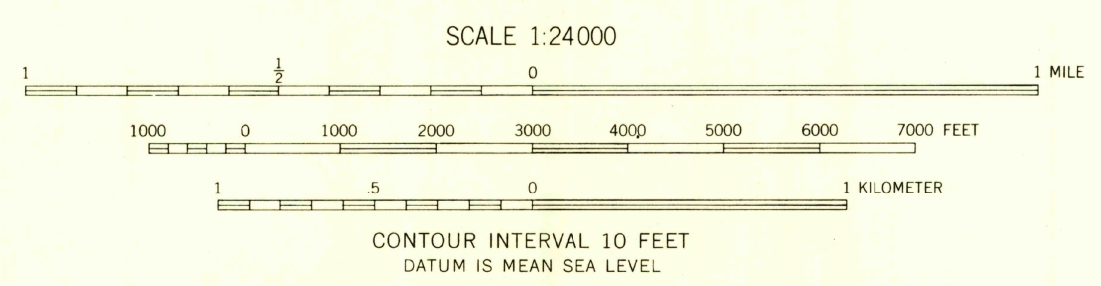 SCALE 1:24000
1 ½ 0 1 MILE
1000 0 1000 2000 3000 4000 5000 6000 7000 FEET
1 .5 0 1 KILOMETER
CONTOUR INTERVAL 10 FEET
DATUM IS MEAN SEA LEVEL